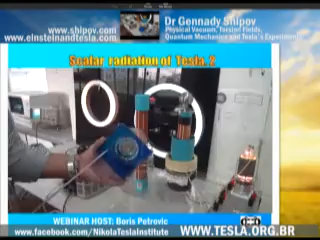 www.shipov.com
www.einsteinandtesla.com
Dr Gennady Shipov
Physical Vacuum, Torsion Fields,
Quantum Mechanics and Tesla's Experiments
Scalar radiation of Tesla. 2
WEBINAR HOST: Boris Petrovic
www.facebook.com/NikolaTeslaInstitute
WWW.TESLA.ORG.BR